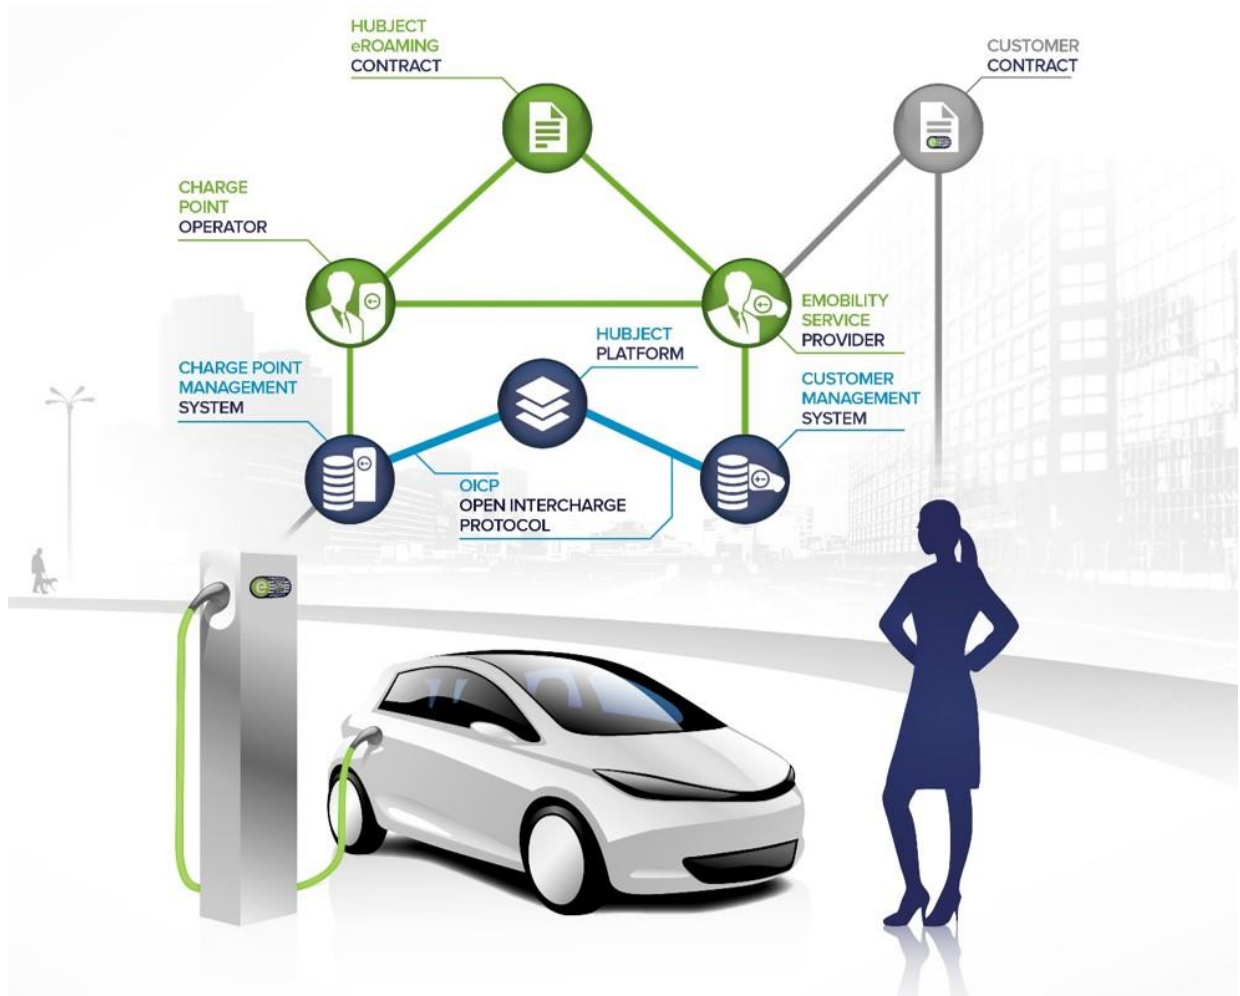 HUBJECT
eROAMING
CONTRACT
CUSTOMER
CONTRACT
CHARGE
POINT
OPERATOR
EMOBILITY
SERVICE
PROVIDER
HUBJECT
PLATFORM
CHARGE POINT
MANAGEMENT
SYSTEM
CUSTOMER
MANAGEMENT
SYSTEM
OICP
OPEN INTERCHARGE
PROTOCOL